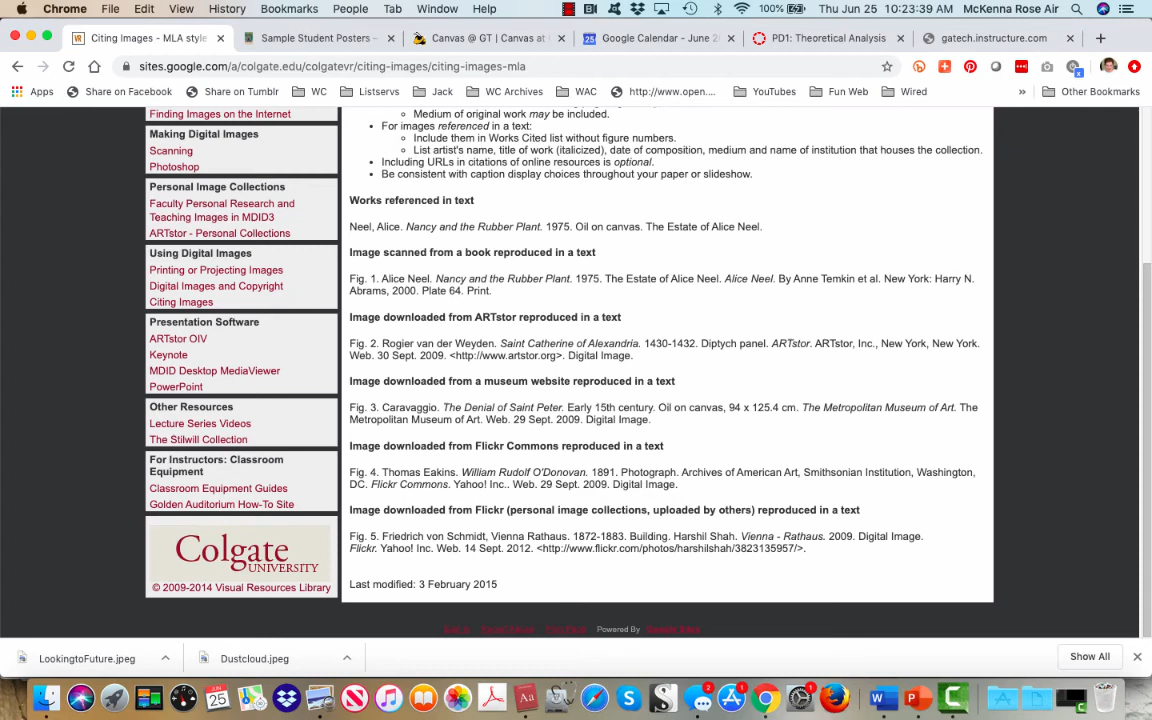 Chrome File Edit View History Bookmarks People Tab Window Help 100% Thu Jun 25 10:23:39 AM McKenna Rose Air
Citing Images - MLA style Sample Student Posters – Canvas @ GT | Canvas at Google Calendar - June 2 PD1: Theoretical Analysis gatech.instructure.com
sites.google.com/a/colgate.edu/colgatevr/citing-images/citing-images-mla
Apps Share on Facebook Share on Tumblr WC Listservs Jack WC Archives WAC http://www.open.... YouTubes Fun Web Wired » Other Bookmarks
Finding Images on the Internet
Making Digital Images
Scanning
Photoshop
Personal Image Collections
Faculty Personal Research and
Teaching Images in MDID3
ARTstor - Personal Collections
Using Digital Images
Printing or Projecting Images
Digital Images and Copyright
Citing Images
Presentation Software
ARTstor OIV
Keynote
MDID Desktop MediaViewer
PowerPoint
Other Resources
Lecture Series Videos
The Stilwill Collection
For Instructors: Classroom
Equipment
Classroom Equipment Guides
Golden Auditorium How-To Site
Colgate
UNIVERSITY
© 2009-2014 Visual Resources Library
Medium of original work may be included.
For images referenced in a text:
Include them in Works Cited list without figure numbers.
List artist's name, title of work (italicized), date of composition, medium and name of institution that houses the collection.
Including URLs in citations of online resources is optional.
Be consistent with caption display choices throughout your paper or slideshow.
Works referenced in text
Neel, Alice. Nancy and the Rubber Plant. 1975. Oil on canvas. The Estate of Alice Neel.
Image scanned from a book reproduced in a text
Fig. 1. Alice Neel. Nancy and the Rubber Plant. 1975. The Estate of Alice Neel. Alice Neel. By Anne Temkin et al. New York: Harry N.
Abrams, 2000. Plate 64. Print.
Image downloaded from ARTstor reproduced in a text
Fig. 2. Rogier van der Weyden. Saint Catherine of Alexandria. 1430-1432. Diptych panel. ARTstor. ARTstor, Inc., New York, New York.
Web. 30 Sept. 2009. <http://www.artstor.org>. Digital Image.
Image downloaded from a museum website reproduced in a text
Fig. 3. Caravaggio. The Denial of Saint Peter. Early 15th century. Oil on canvas, 94 x 125.4 cm. The Metropolitan Museum of Art. The
Metropolitan Museum of Art. Web. 29 Sept. 2009. Digital Image.
Image downloaded from Flickr Commons reproduced in a text
Fig. 4. Thomas Eakins. William Rudolf O'Donovan. 1891. Photograph. Archives of American Art, Smithsonian Institution, Washington,
DC. Flickr Commons. Yahoo! Inc.. Web. 29 Sept. 2009. Digital Image.
Image downloaded from Flickr (personal image collections, uploaded by others) reproduced in a text
Fig. 5. Friedrich von Schmidt, Vienna Rathaus. 1872-1883. Building. Harshil Shah. Vienna - Rathaus. 2009. Digital Image.
Flickr. Yahoo! Inc. Web. 14 Sept. 2012. <http://www.flickr.com/photos/harshilshah/3823135957/>.
Last modified: 3 February 2015
Powered By
LookingtoFuture.jpeg Dustcloud.jpeg Show All